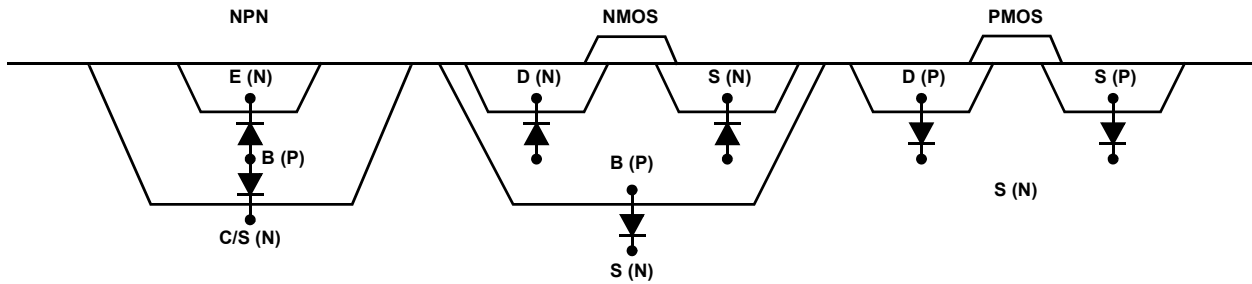 NPN
NMOS
PMOS
E (N)
D (N)
S (N)
D (P)
S (P)
B (P)
B (P)
S (N)
C/S (N)
S (N)